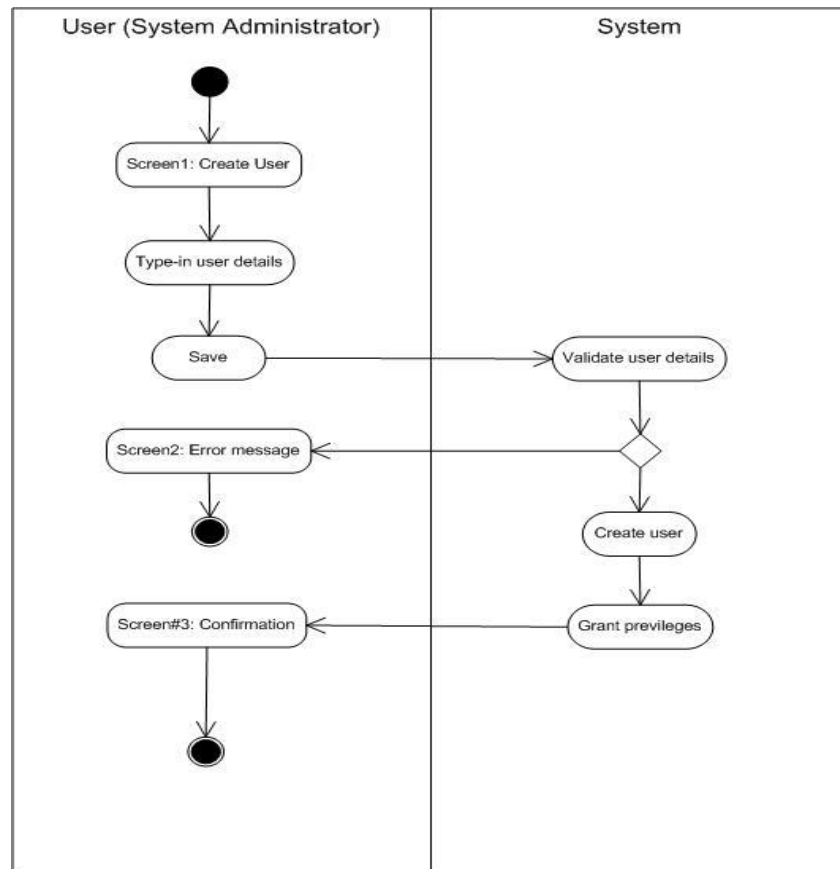 User (System Administrator)
System
Screen1: Create User
Type-in user details
Save
Validate user details
Screen2: Error message
Create user
Screen#3: Confirmation
Grant previleges